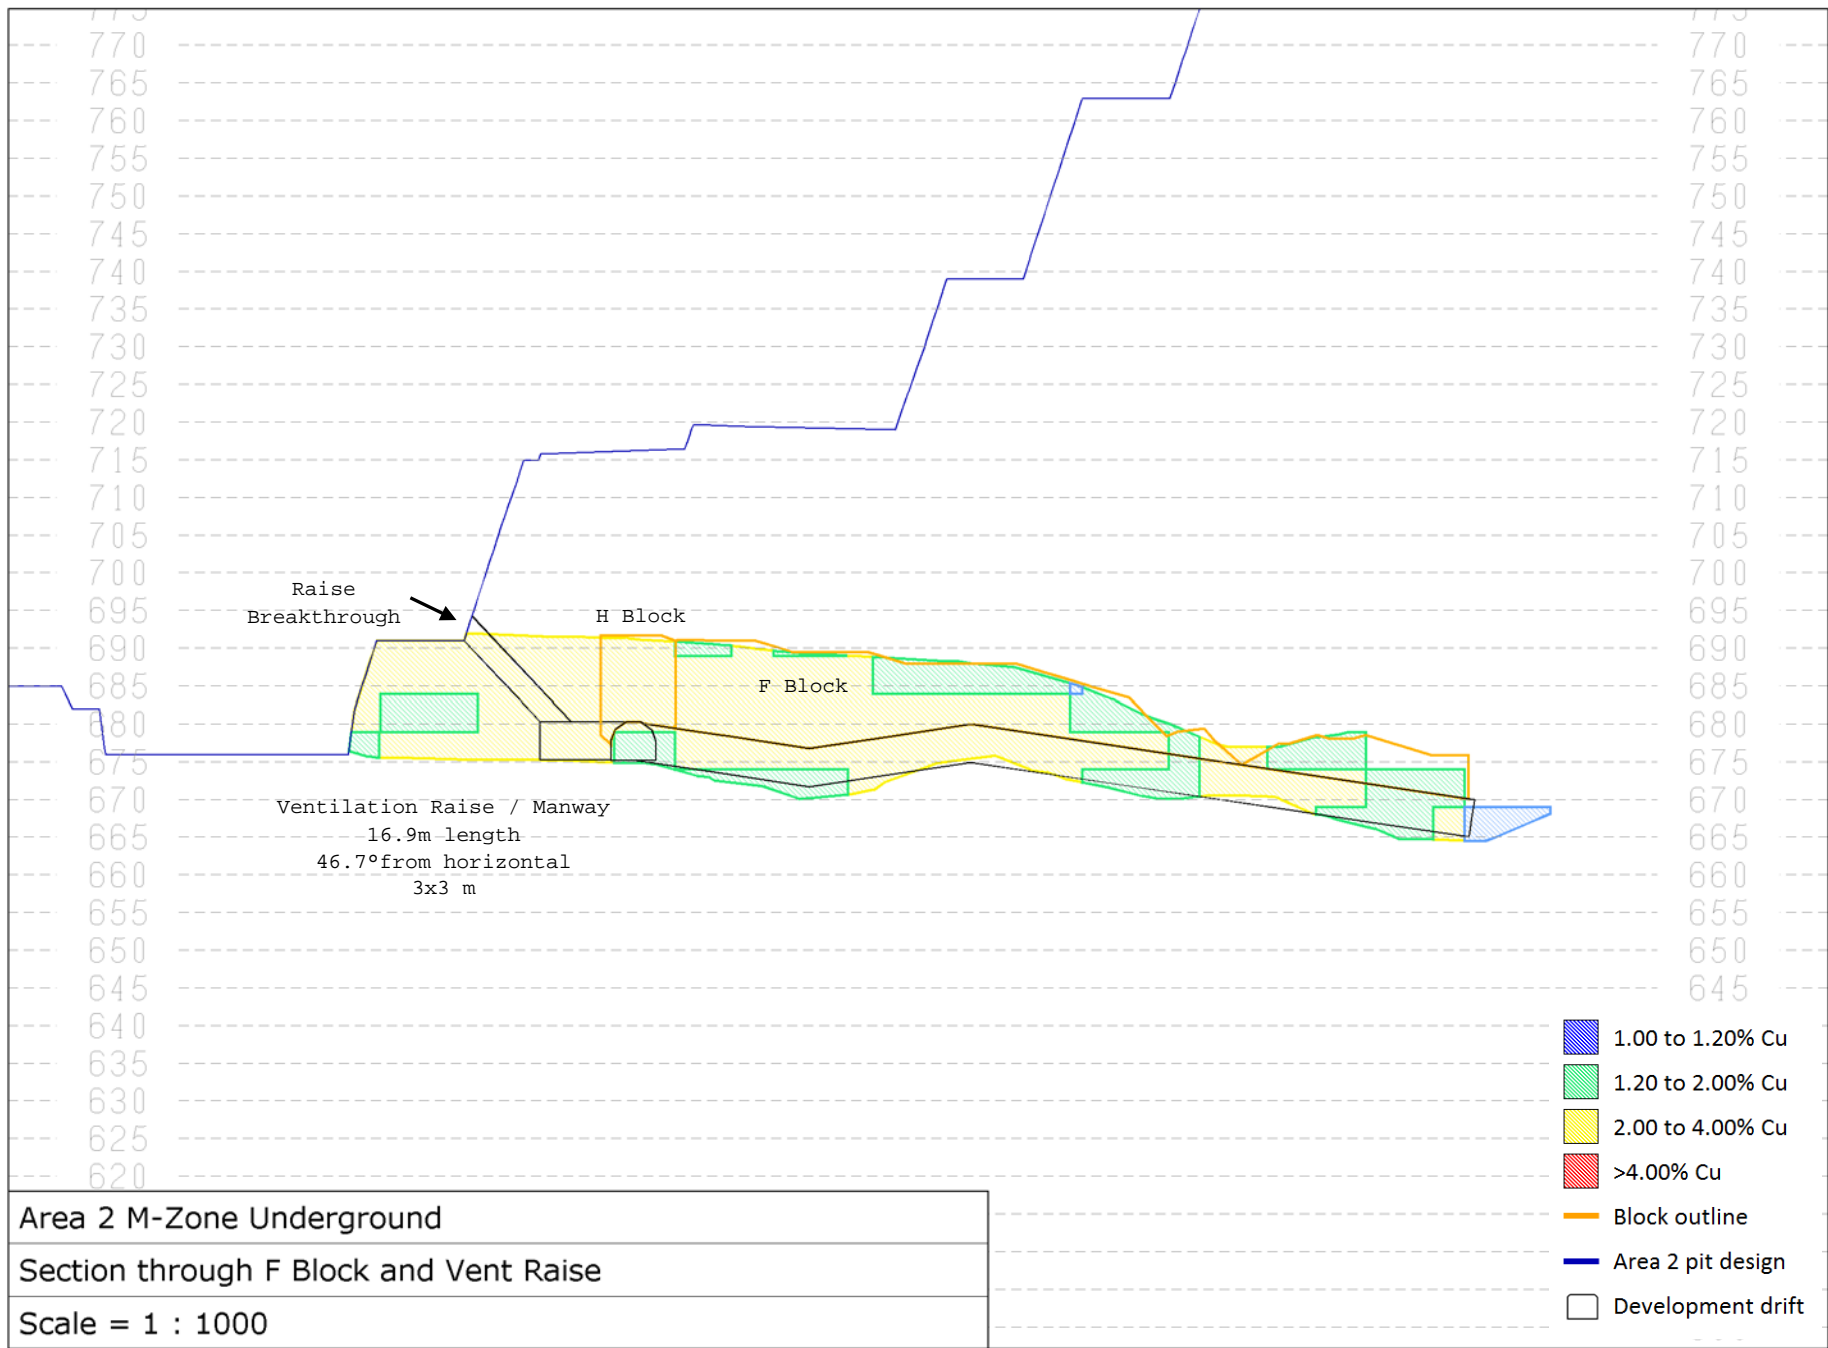 775 775
770 770
765 765
760 760
755 755
750 750
745 745
740 740
735 735
730 730
725 725
720 720
715 715
710 710
705 705
700 700
Raise
695 695
Breakthrough
H Block
690 690
685 685
F Block
680 680
675 675
670 670
Ventilation Raise / Manway
16.9m length
665 665
46.7°from horizontal
660 660
3x3 m
655 655
650 650
645 645
640
635
630
625
620
1.00 to 1.20% Cu
1.20 to 2.00% Cu
2.00 to 4.00% Cu
>4.00% Cu
Block outline
Area 2 pit design
Development drift
Area 2 M-Zone Underground
Section through F Block and Vent Raise
Scale = 1 : 1000